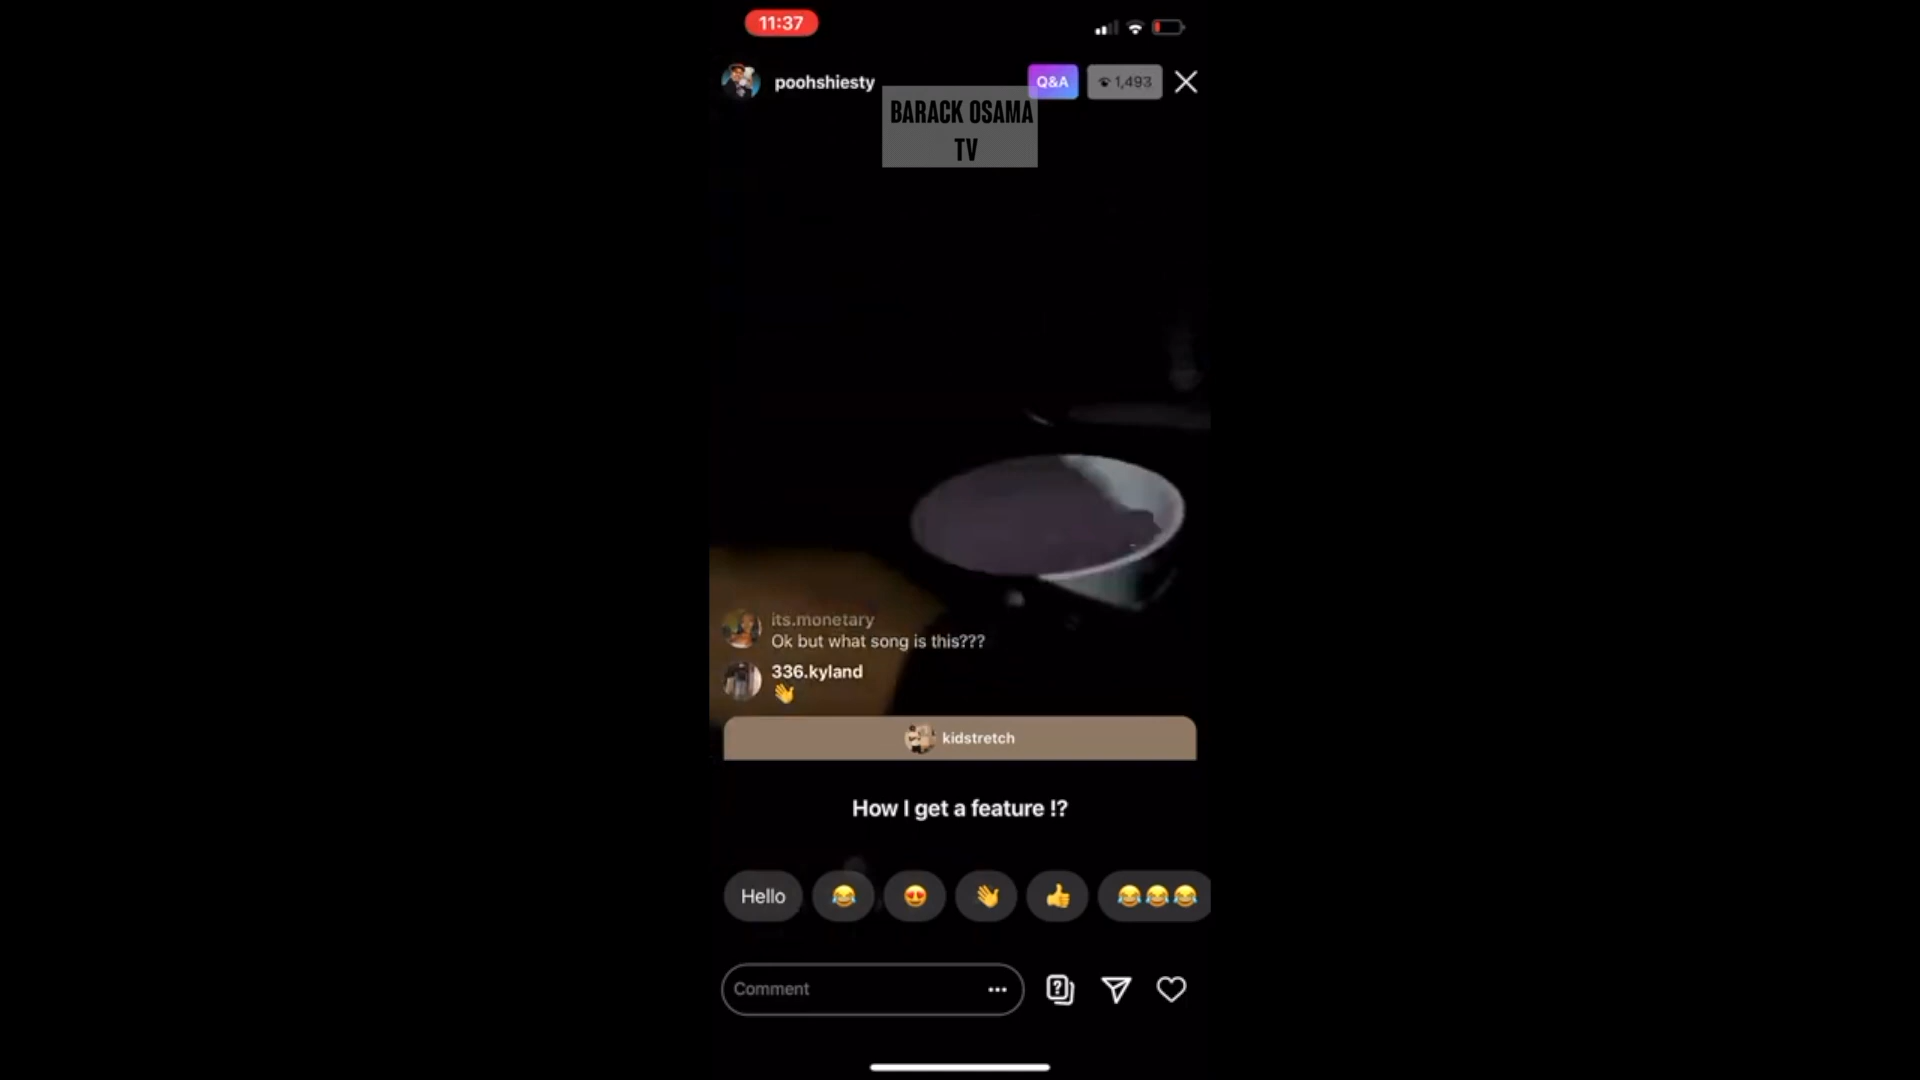 11:37
poohshiesty
Q&A
1,493
BARACK OSAMA
TV
its.monetary
Ok but what song is this???
336.kyland
👋
kidstretch
How I get a feature !?
Hello
😂
😍
👋
👍
😂😂😂
Comment